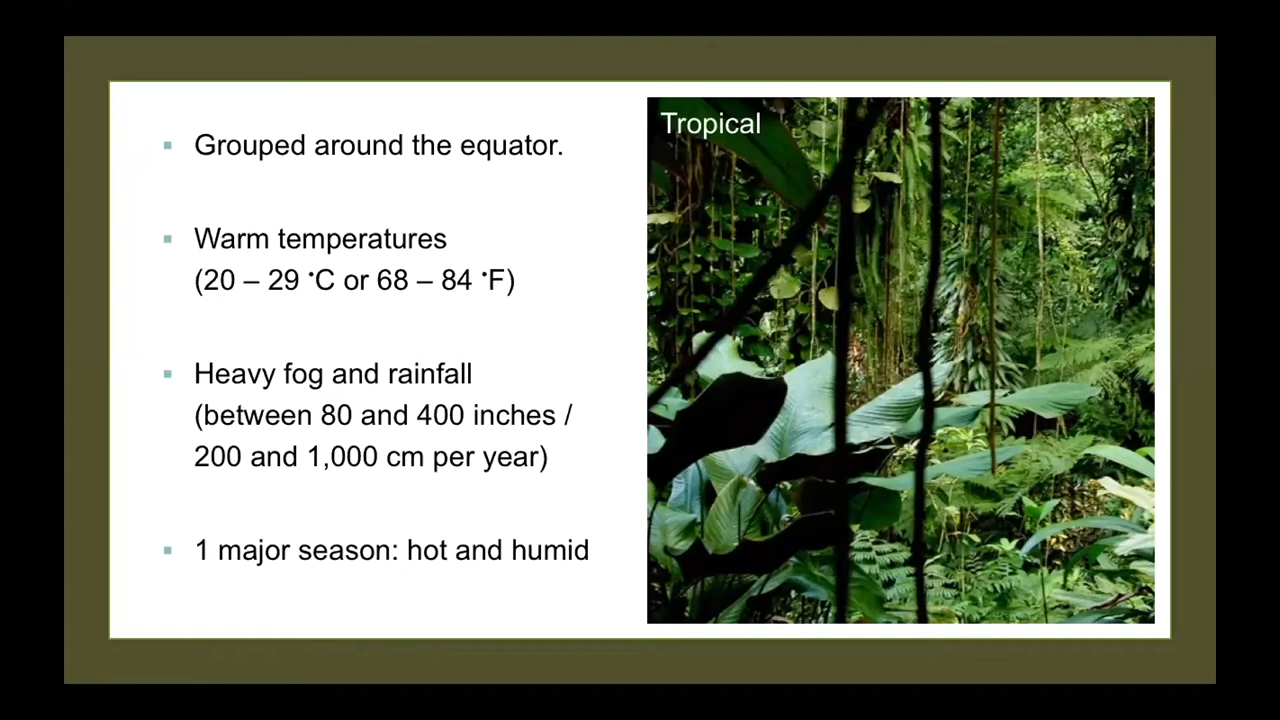 Grouped around the equator.
Warm temperatures
(20 – 29 °C or 68 – 84 °F)
Heavy fog and rainfall
(between 80 and 400 inches /
200 and 1,000 cm per year)
1 major season: hot and humid
Tropical